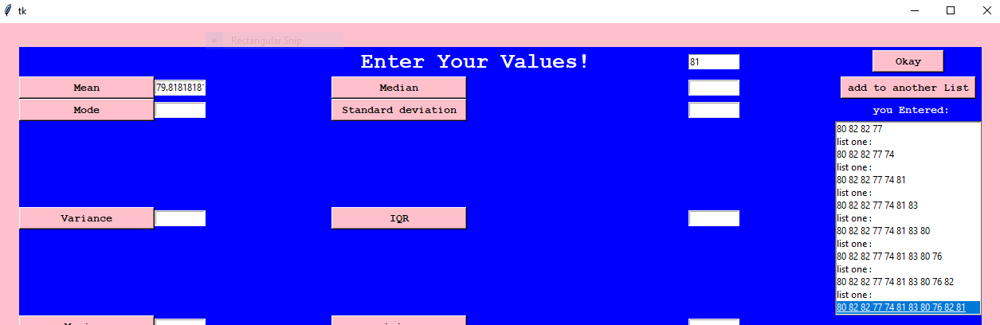 tk
Rectangular Snip
Enter Your Values! 81 Okay
Mean 79.8181818 Median add to another List
Mode Standard deviation you Entered:
80 82 82 77
list one :
80 82 82 77 74
list one :
80 82 82 77 74 81
list one :
80 82 82 77 74 81 83
Variance IQR list one :
80 82 82 77 74 81 83 80
list one :
80 82 82 77 74 81 83 80 76
list one :
80 82 82 77 74 81 83 80 76 82
list one :
80 82 82 77 74 81 83 80 76 82 81